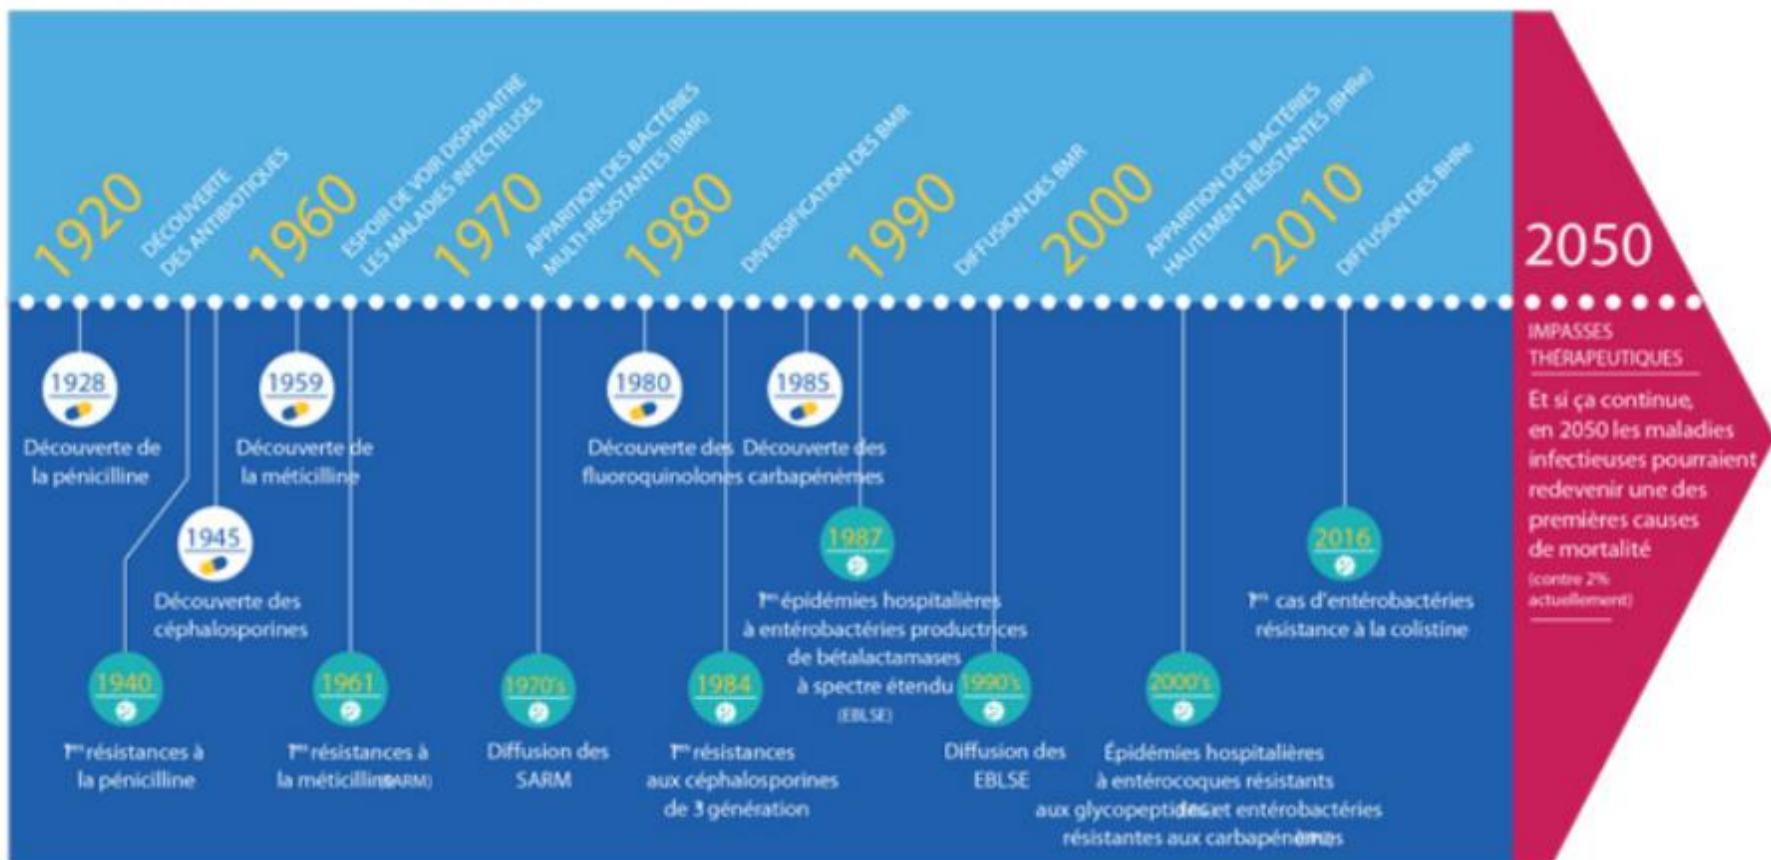 1920
DÉCOUVERTE
DES ANTIBIOTIQUES
1960
ESPOIR DE VOIR DISPARAITRE
LES MALADIES INFECTIEUSES
1970
APPARITION DES BACTÉRIES
MULTI-RÉSISTANTES (BMR)
1980
DIVERSIFICATION DES BMR
1990
DIFFUSION DES BMR
2000
APPARTITION DES BACTÉRIES
HAUTEMENT RÉSISTANTES (BHRe)
2010
DIFFUSION DES BHRe
2050
IMPASSES
THÉRAPEUTIQUES
Et si ça continue,
en 2050 les maladies
infectieuses pourraient
redevenir une des
premières causes
de mortalité
(contre 2%
actuellement)
1928
Découverte de
la pénicilline
1959
Découverte de
la méticilline
1980
Découverte des
fluoroquinolones
1985
Découverte des
carbapénèmes
1945
Découverte des
céphalosporines
1987
1res épidémies hospitalières
à entérobactéries productrices
de bétalactamases
à spectre étendu
(EBLSE)
2016
1ers cas d'entérobactéries
résistance à la colistine
1940
1res résistances à
la pénicilline
1961
1res résistances à
la méticilline (SARM)
1970's
Diffusion des
SARM
1984
1res résistances
aux céphalosporines
de 3 génération
1990's
Diffusion des
EBLSE
2000's
Épidémies hospitalières
à entérocoques résistants
aux glycopeptides et entérobactéries
résistantes aux carbapénèmes